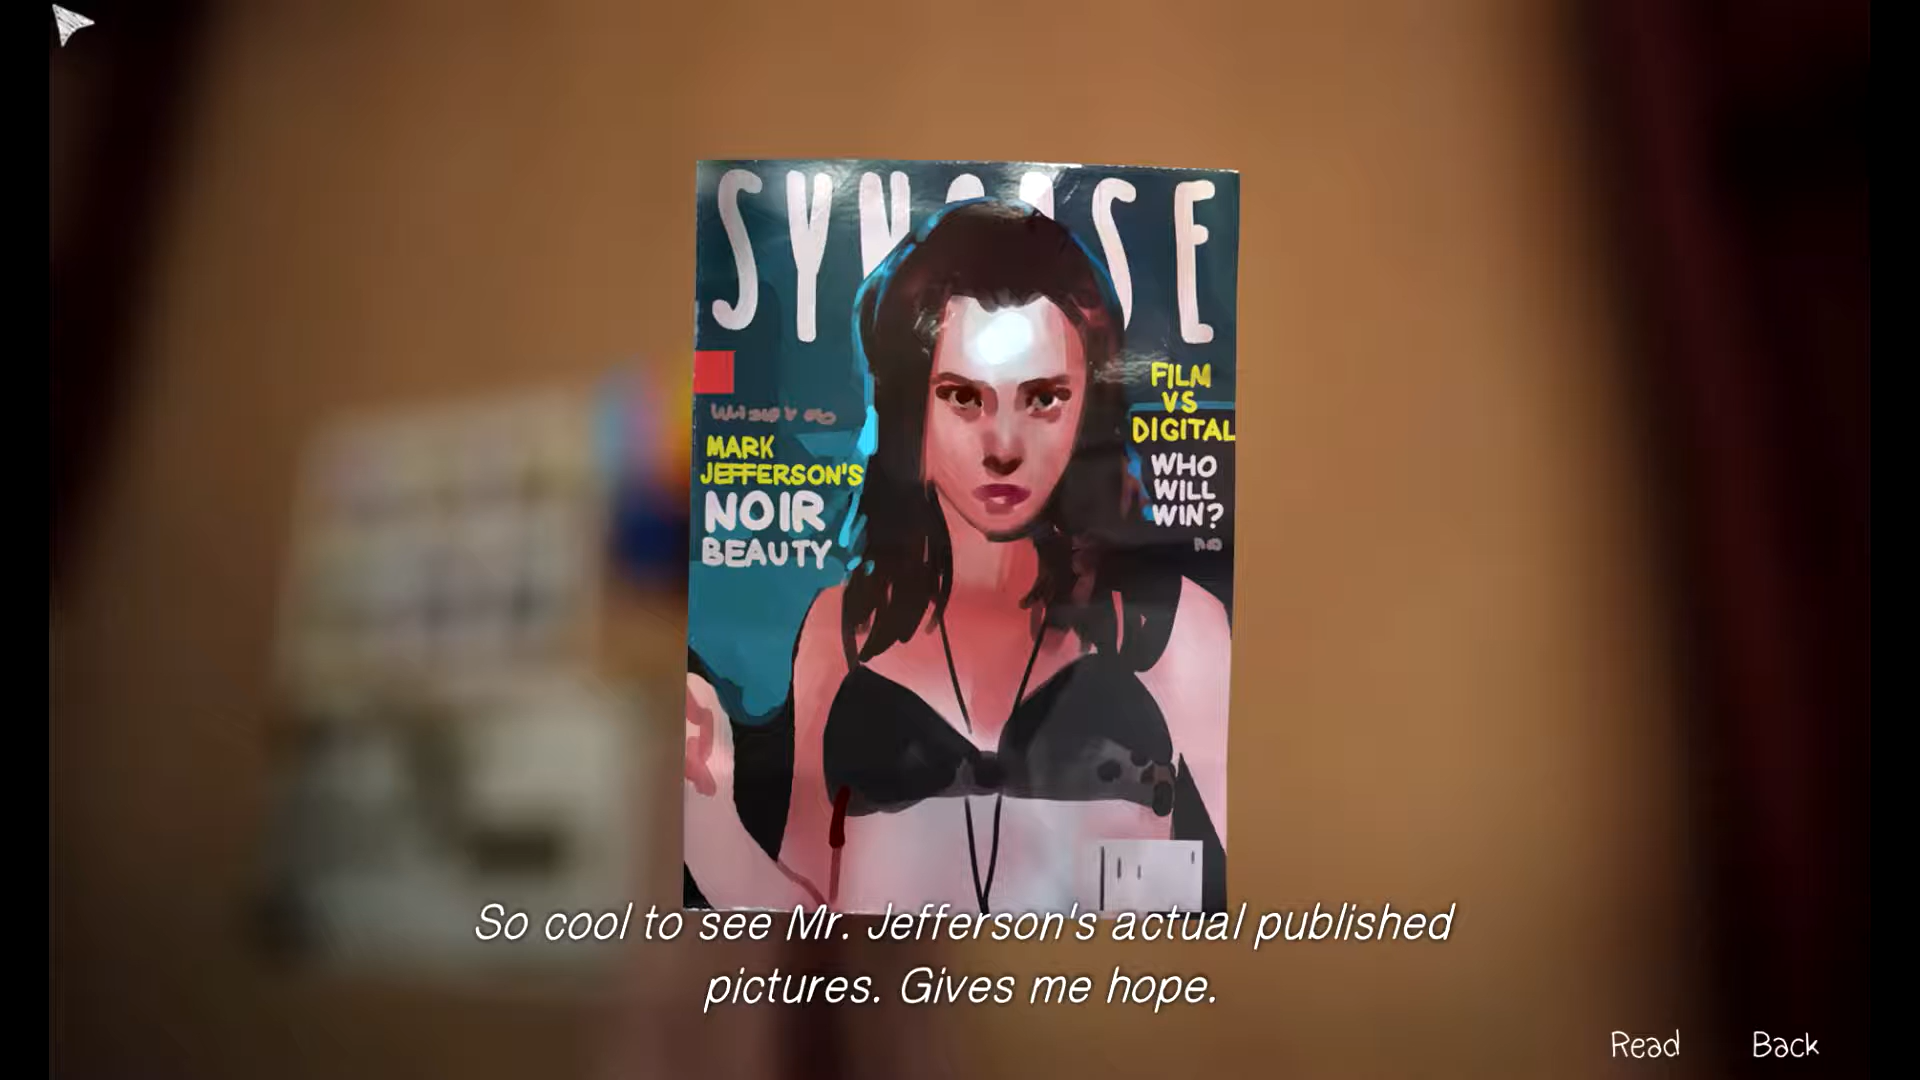 MARK
JEFFERSON'S
NOIR
BEAUTY
FILM
VS
DIGITAL
WHO
WILL
WIN?
So cool to see Mr. Jefferson's actual published
pictures. Gives me hope.
Read
Back